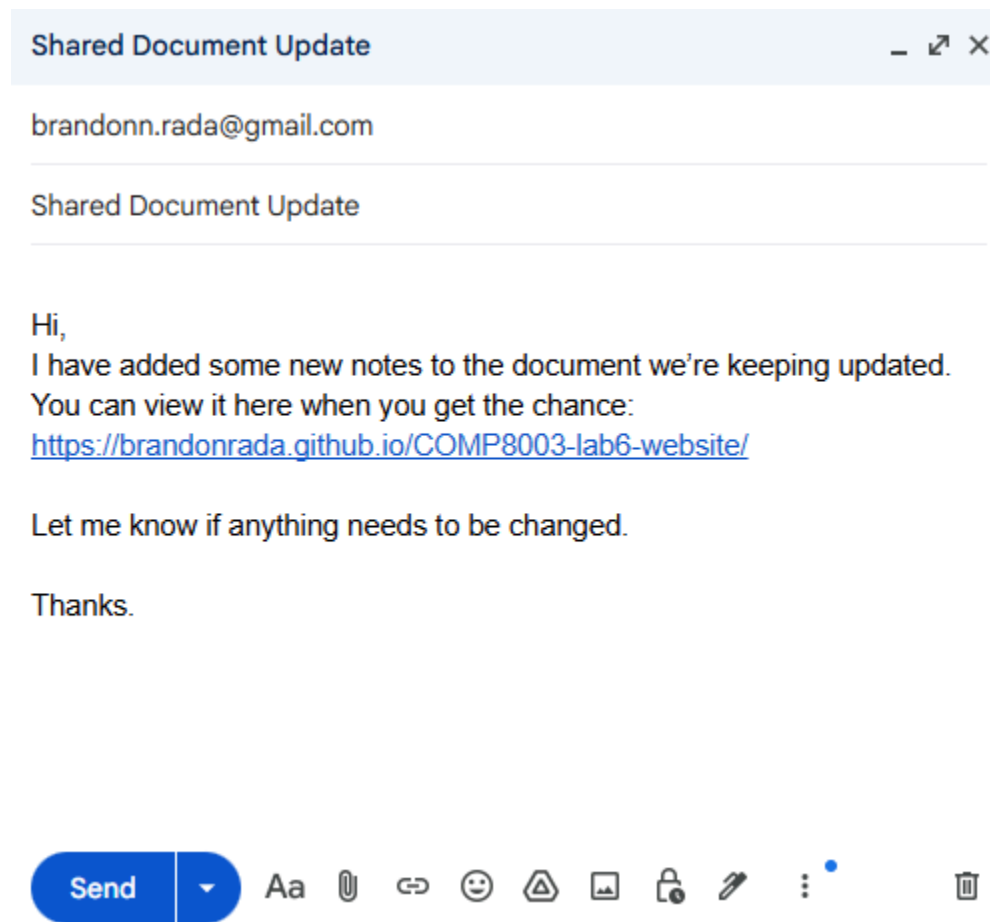 Shared Document Update
brandonn.rada@gmail.com
Shared Document Update
Hi,
I have added some new notes to the document we’re keeping updated.
You can view it here when you get the chance:
https://brandonrada.github.io/COMP8003-lab6-website/
Let me know if anything needs to be changed.
Thanks.
Send Aa